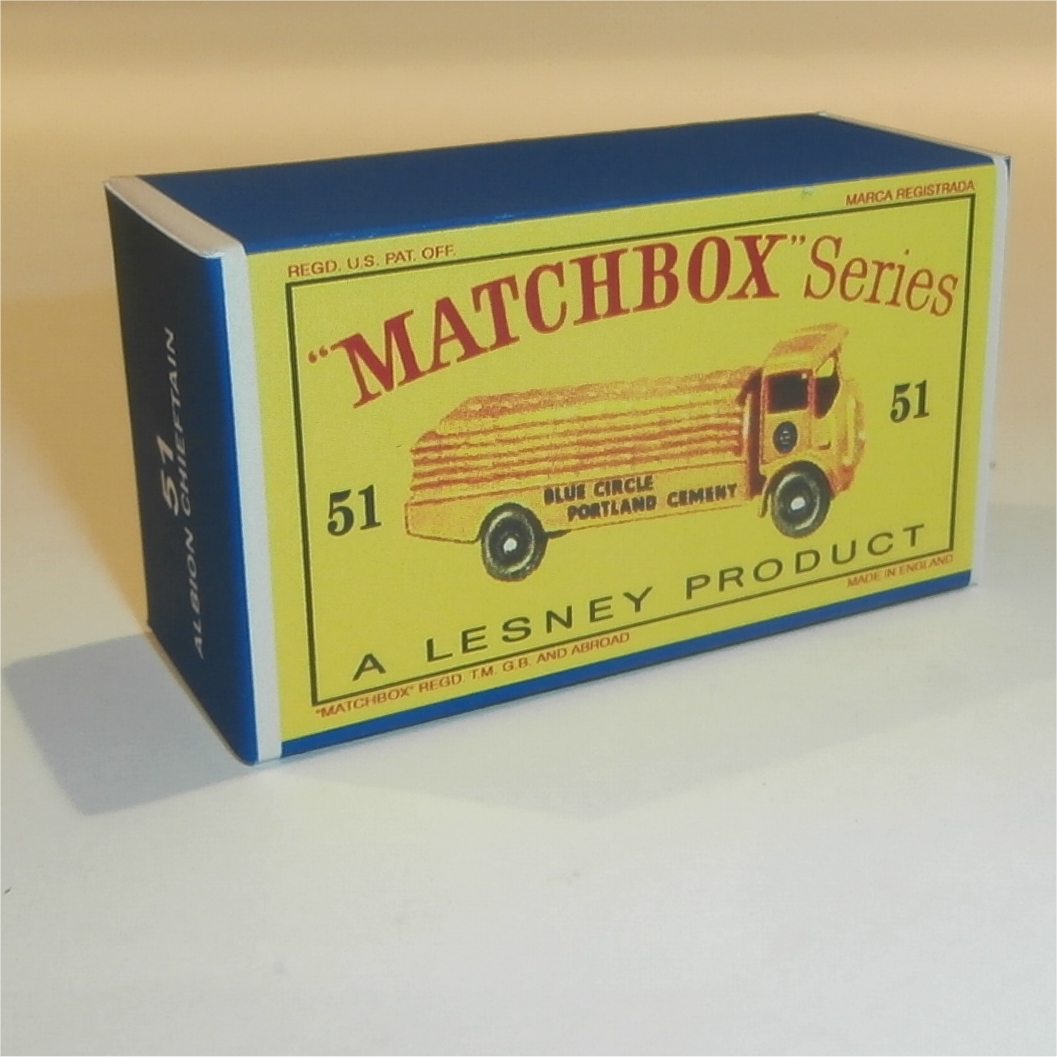 REGD. U.S. PAT. OFF.
MARCA REGISTRADA
"MATCHBOX" Series
51
51
BLUE CIRCLE
PORTLAND CEMENT
A LESNEY PRODUCT
"MATCHBOX" REGD. T.M. G.B. AND ABROAD
MADE IN ENGLAND
51
ALBION CHIEFTAIN